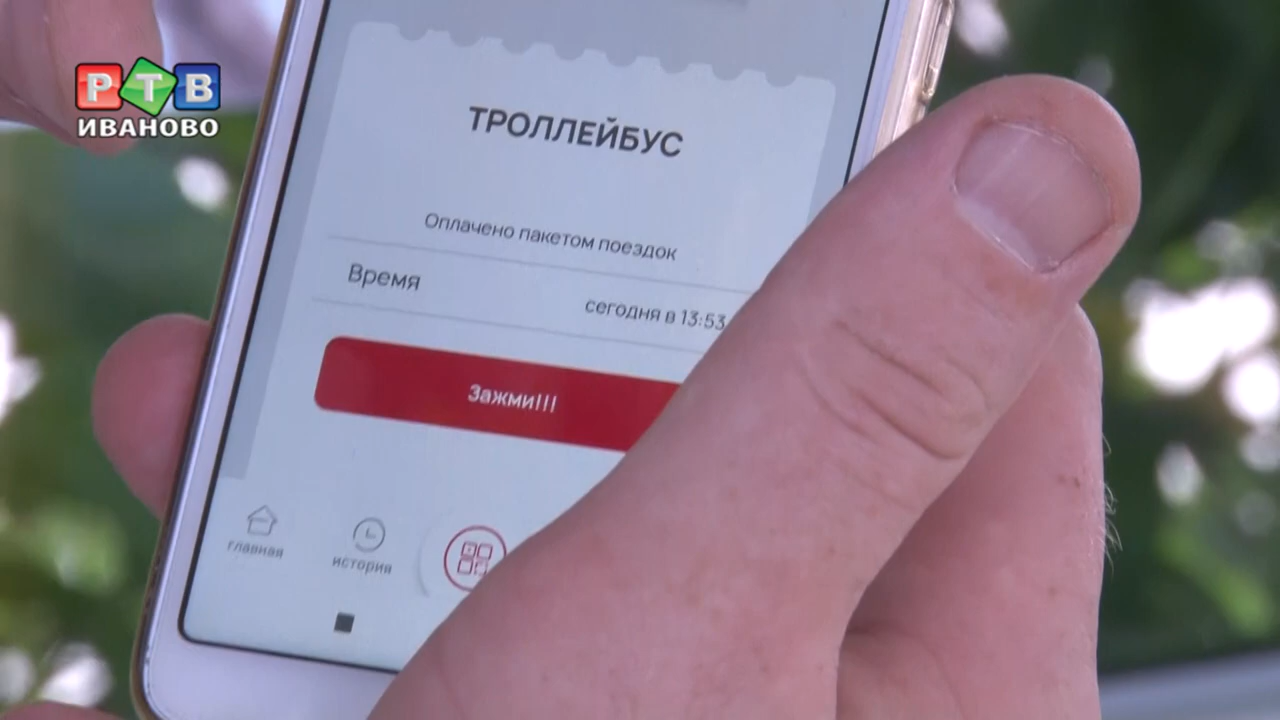 РТВ
ИВАНОВО
ТРОЛЛЕЙБУС
Оплачено пакетом поездок
Время
сегодня в 13:53
Зажми!!!
главная
история